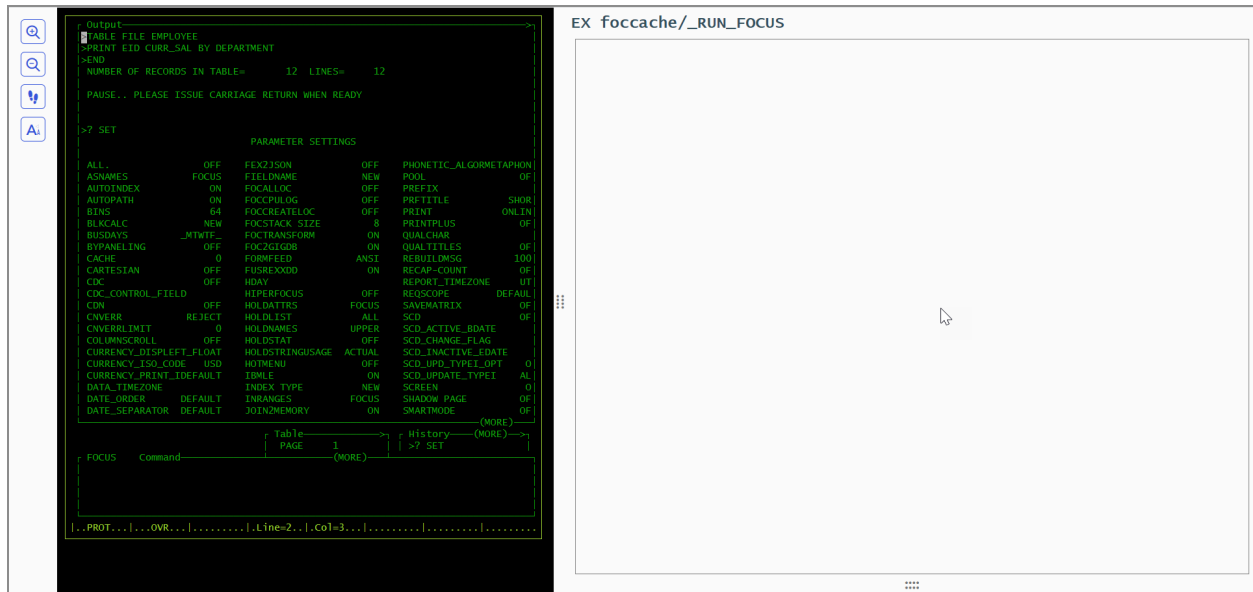 EX foccache/_RUN_FOCUS
Output
>TABLE FILE EMPLOYEE
>PRINT EID CURR_SAL BY DEPARTMENT
>END
NUMBER OF RECORDS IN TABLE= 12 LINES= 12
PAUSE.. PLEASE ISSUE CARRIAGE RETURN WHEN READY
>? SET
PARAMETER SETTINGS
ALL. OFF FEX2JSON OFF PHONETIC_ALGORMETAPHON
ASNAMES FOCUS FIELDNAME NEW POOL OF
AUTOINDEX ON FOCALLOC OFF PREFIX
AUTOPATH ON FOCCPULOG OFF PRFTITLE SHOR
BINS 64 FOCCREATELOC OFF PRINT ONLIN
BLKCALC NEW FOCSTACK SIZE 8 PRINTPLUS OF
BUSDAYS _MTWTF_ FOCTRANSFORM ON QUALCHAR
BYPANELING OFF FOC2GIGDB ON QUALTITLES OF
CACHE 0 FORMFEED ANSI REBUILDMSG 100
CARTESIAN OFF FUSREXXDD ON RECAP-COUNT OF
CDC OFF HDAY REPORT_TIMEZONE UT
CDC_CONTROL_FIELD HIPERFOCUS OFF REQSCOPE DEFAUL
CDN OFF HOLDATTRS FOCUS SAVEMATRIX OF
CNVERR REJECT HOLDLIST ALL SCD OF
CNVERRLIMIT 0 HOLDNAMES UPPER SCD_ACTIVE_BDATE
COLUMNSCROLL OFF HOLDSTAT OFF SCD_CHANGE_FLAG
CURRENCY_DISPLEFT_FLOAT HOLDSTRINGUSAGE ACTUAL SCD_INACTIVE_EDATE
CURRENCY_ISO_CODE USD HOTMENU OFF SCD_UPD_TYPEI_OPT O
CURRENCY_PRINT_IDEFAULT IBMLE ON SCD_UPDATE_TYPEI AL
DATA_TIMEZONE INDEX TYPE NEW SCREEN O
DATE_ORDER DEFAULT INRANGES FOCUS SHADOW PAGE OF
DATE_SEPARATOR DEFAULT JOIN2MEMORY ON SMARTMODE OF
(MORE)
Table > History (MORE) >
PAGE 1 >? SET
FOCUS Command (MORE)
|..PROT...|...OVR...|.........|.Line=2..|.Col=3...|.........|.........|.........